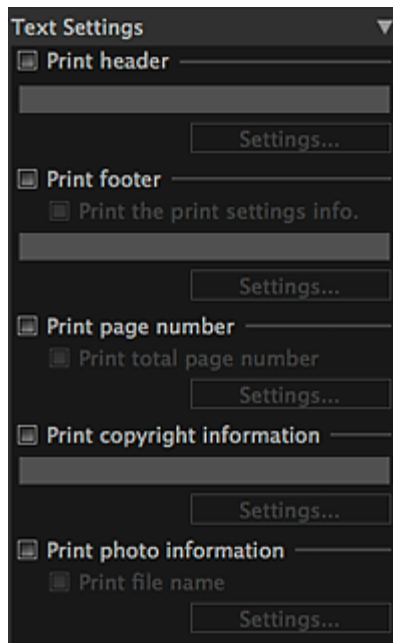 Text Settings
Print header
Settings...
Print footer
Print the print settings info.
Settings...
Print page number
Print total page number
Settings...
Print copyright information
Settings...
Print photo information
Print file name
Settings...